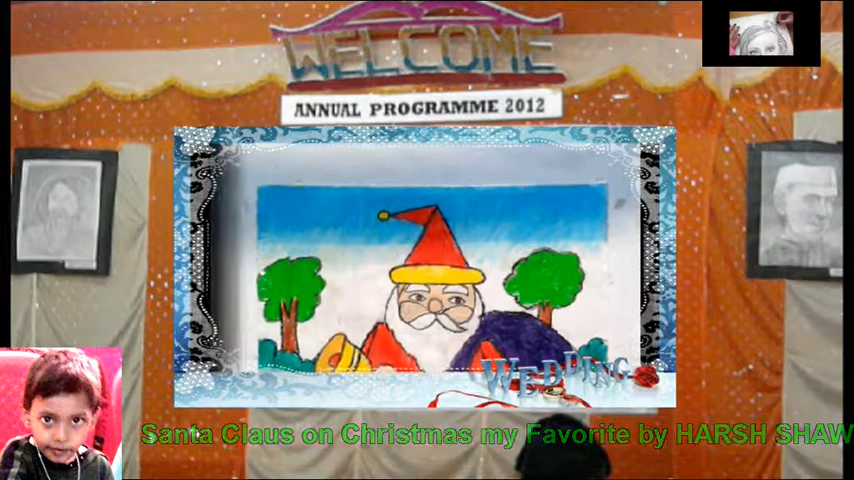 WELCOME
ANNUAL PROGRAMME 2012
WEDDING
Santa Claus on Christmas my Favorite by HARSH SHAW